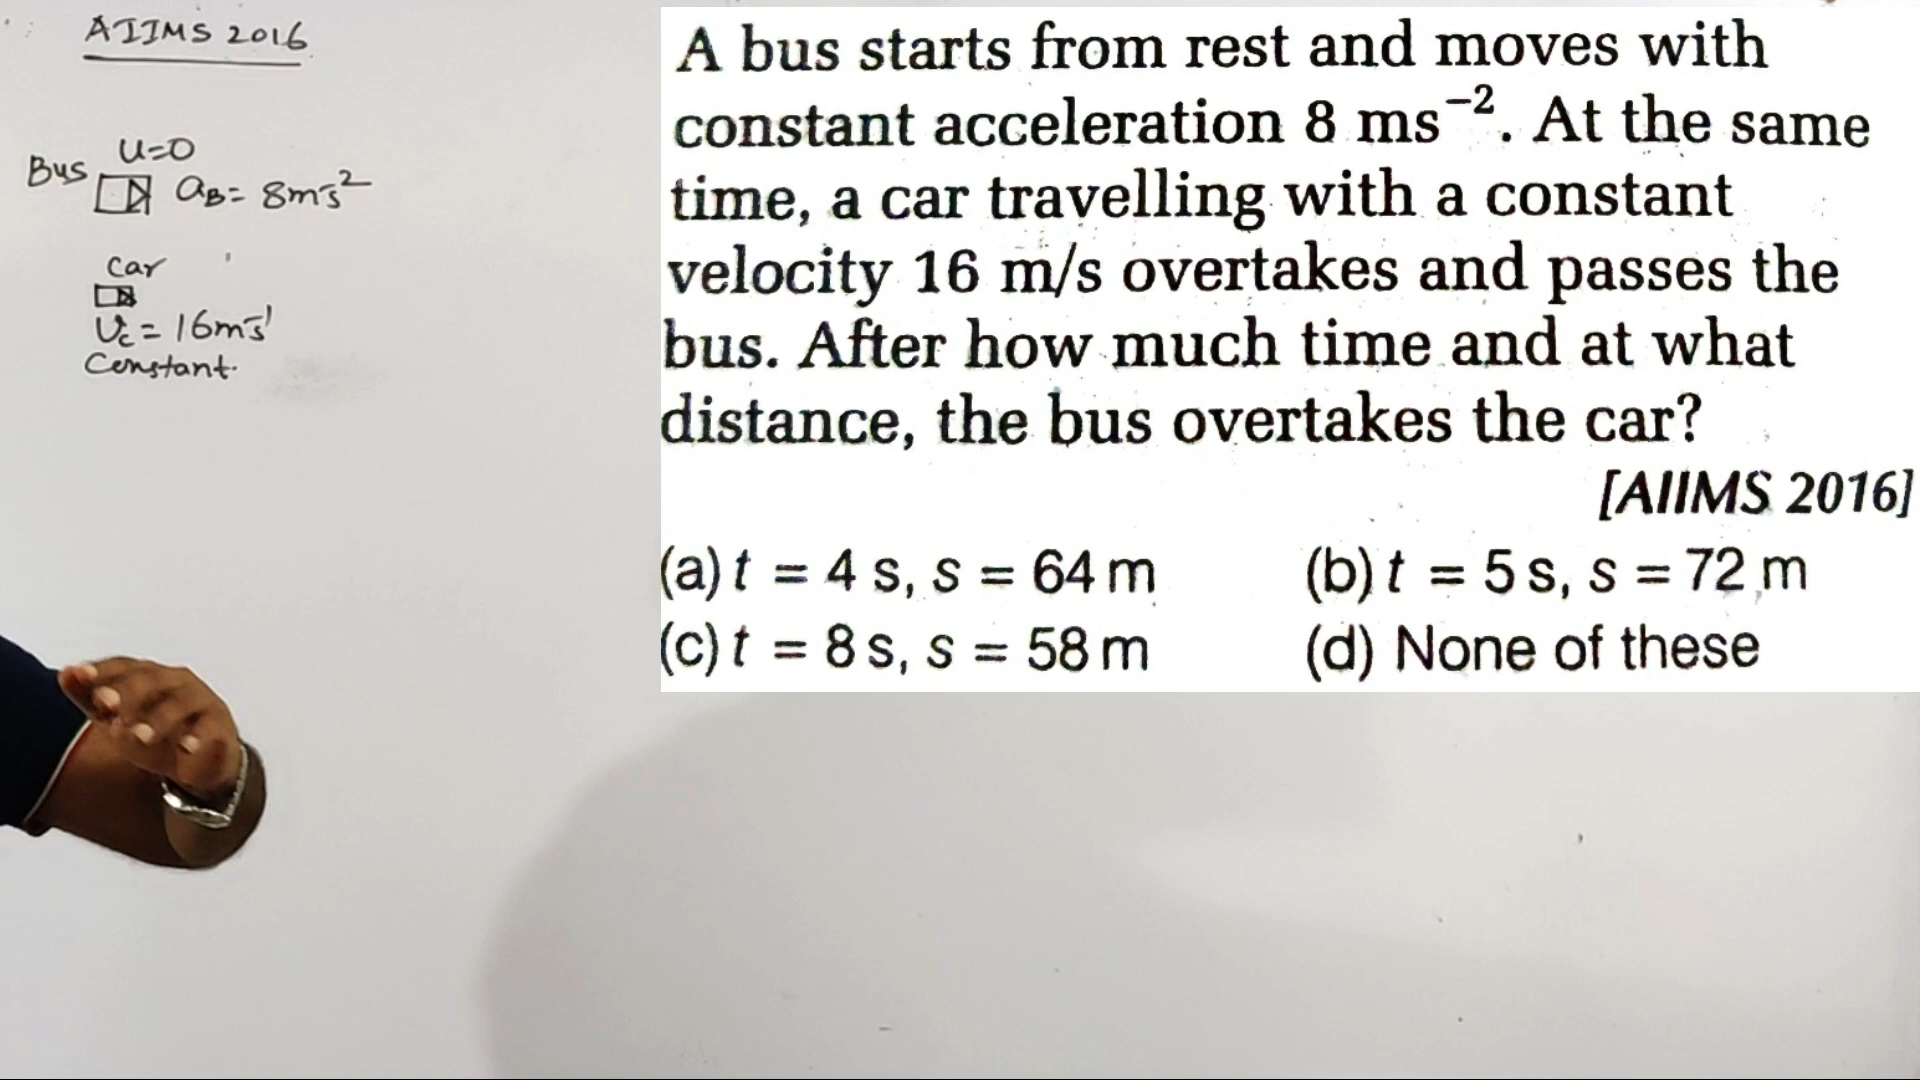 AIIMS 2016
Bus u=0
aB= 8ms⁻²
Car
Vc= 16ms⁻¹
Constant.
A bus starts from rest and moves with
constant acceleration 8 ms⁻². At the same
time, a car travelling with a constant
velocity 16 m/s overtakes and passes the
bus. After how much time and at what
distance, the bus overtakes the car?
[AIIMS 2016]
(a) t = 4 s, s = 64 m (b) t = 5 s, s = 72 m
(c) t = 8 s, s = 58 m (d) None of these